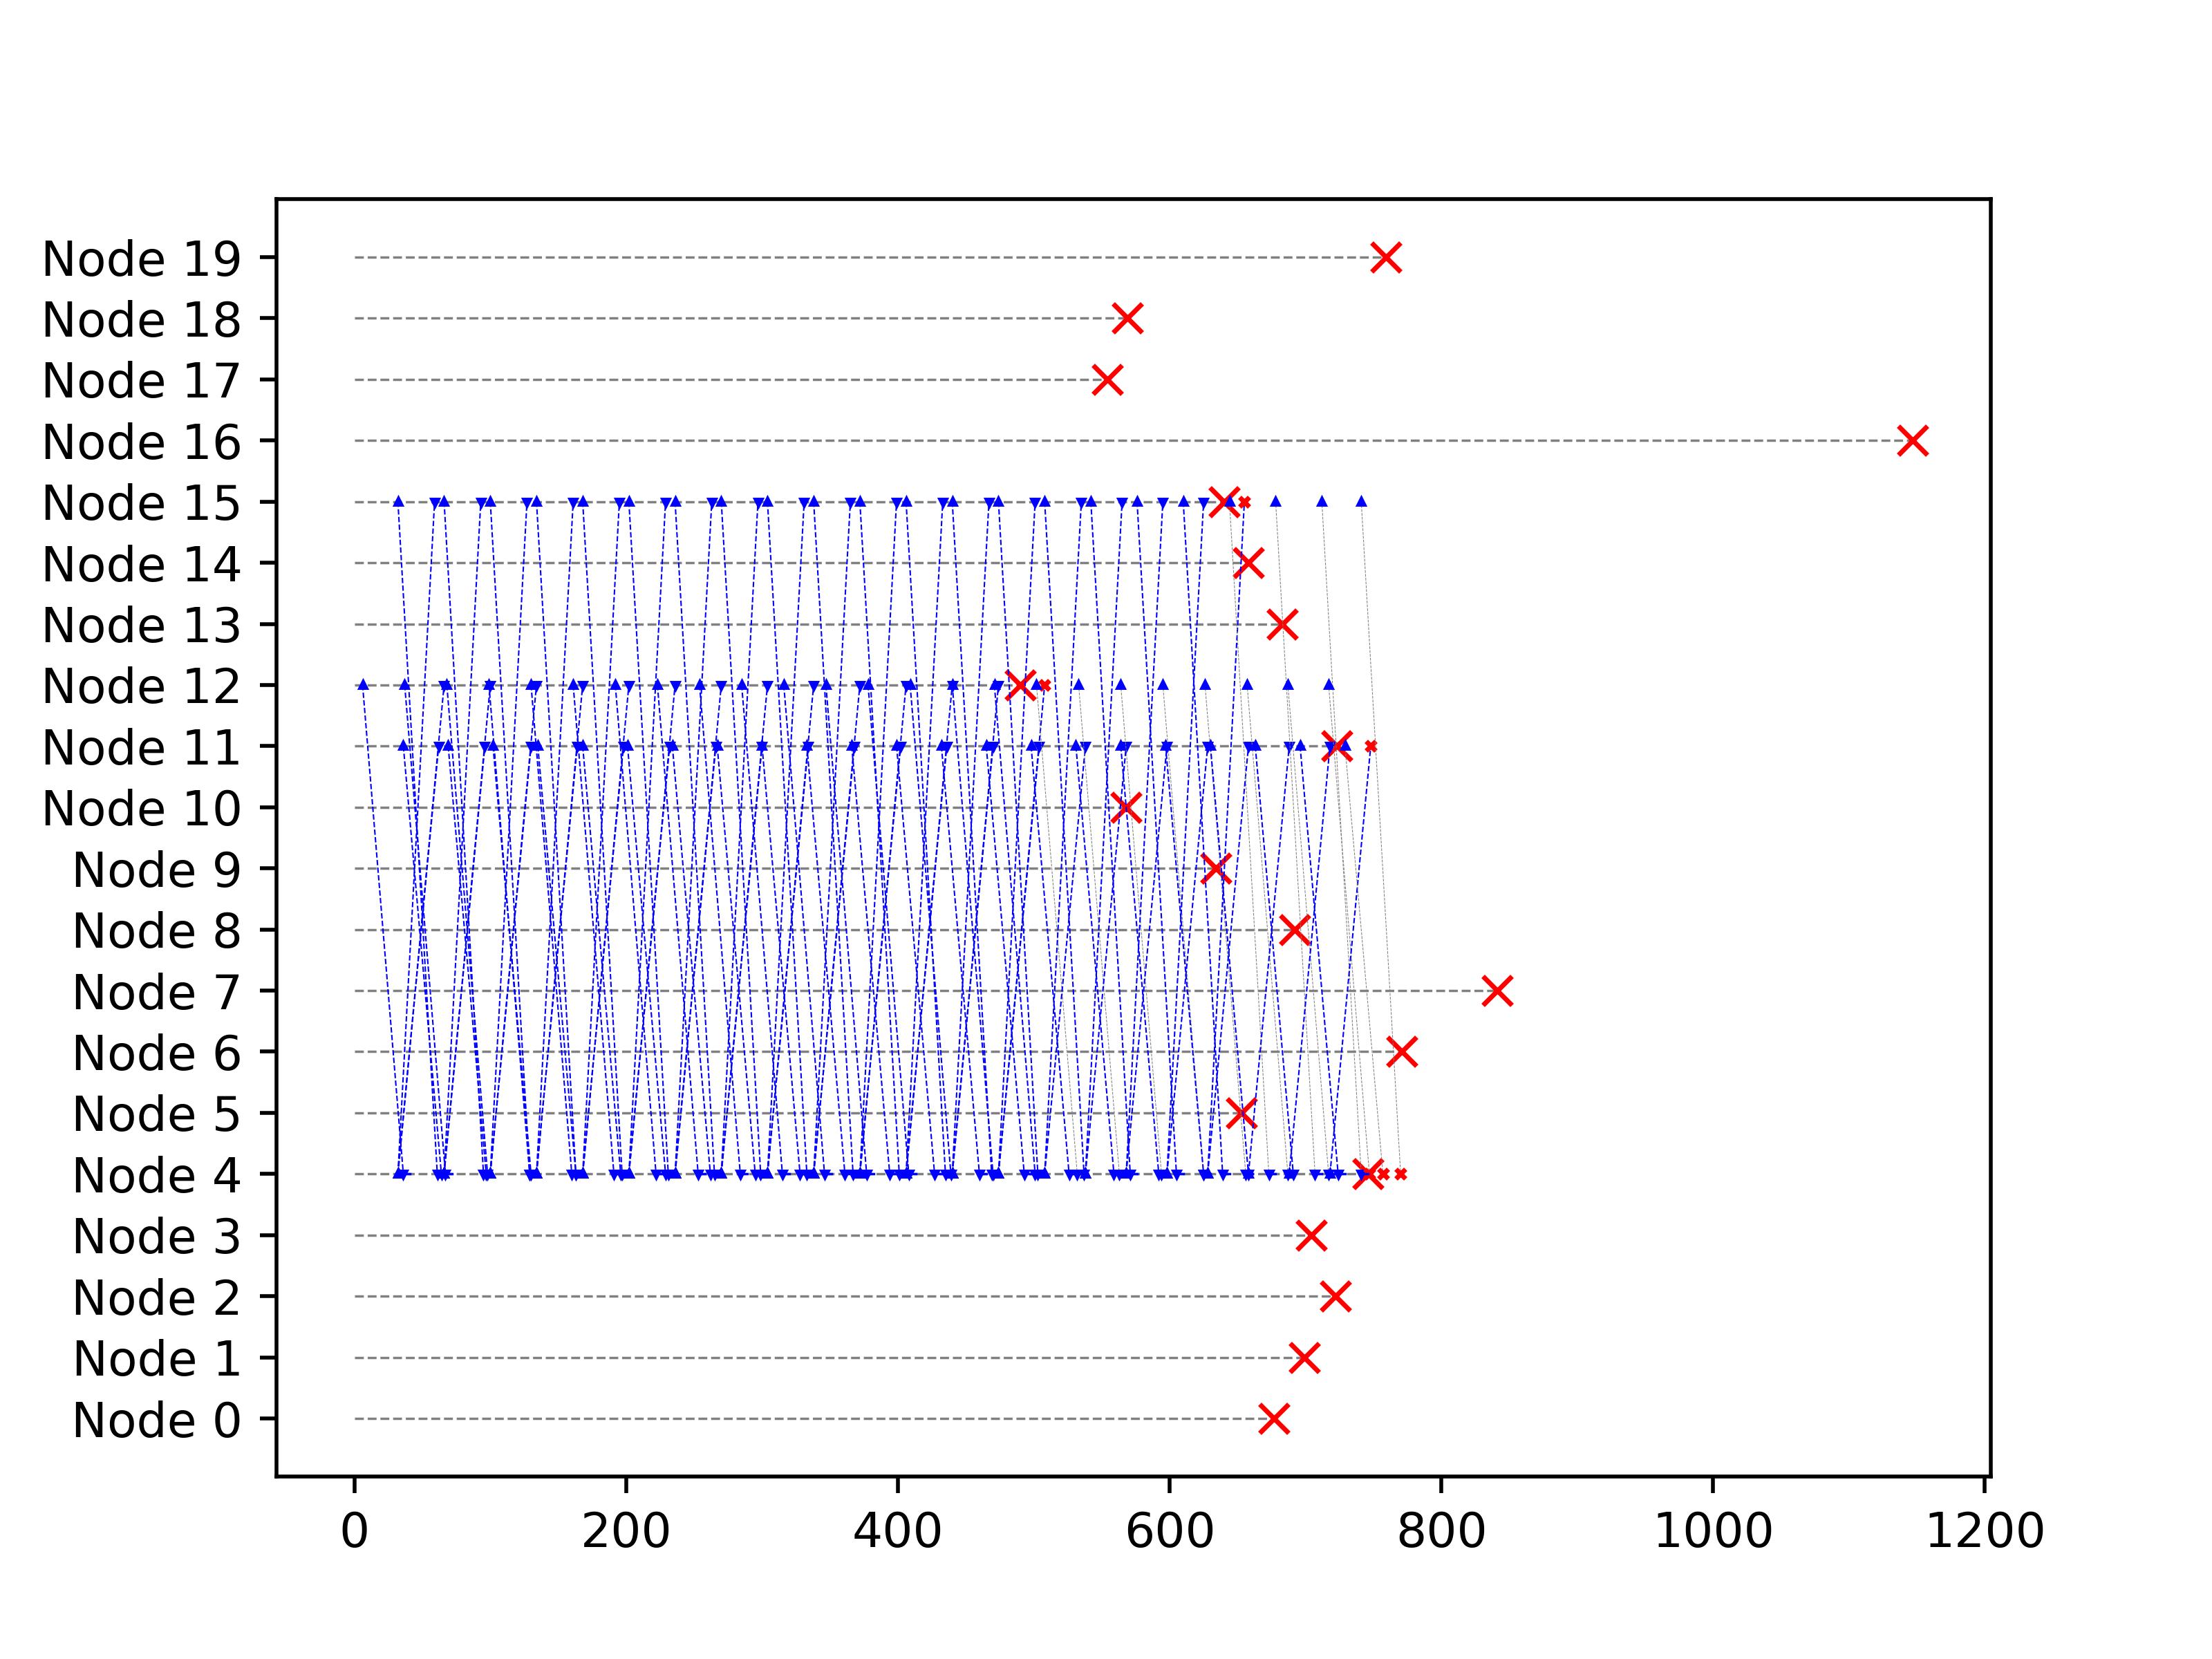 Node 19
Node 18
Node 17
Node 16
Node 15
Node 14
Node 13
Node 12
Node 11
Node 10
Node 9
Node 8
Node 7
Node 6
Node 5
Node 4
Node 3
Node 2
Node 1
Node 0
0 200 400 600 800 1000 1200